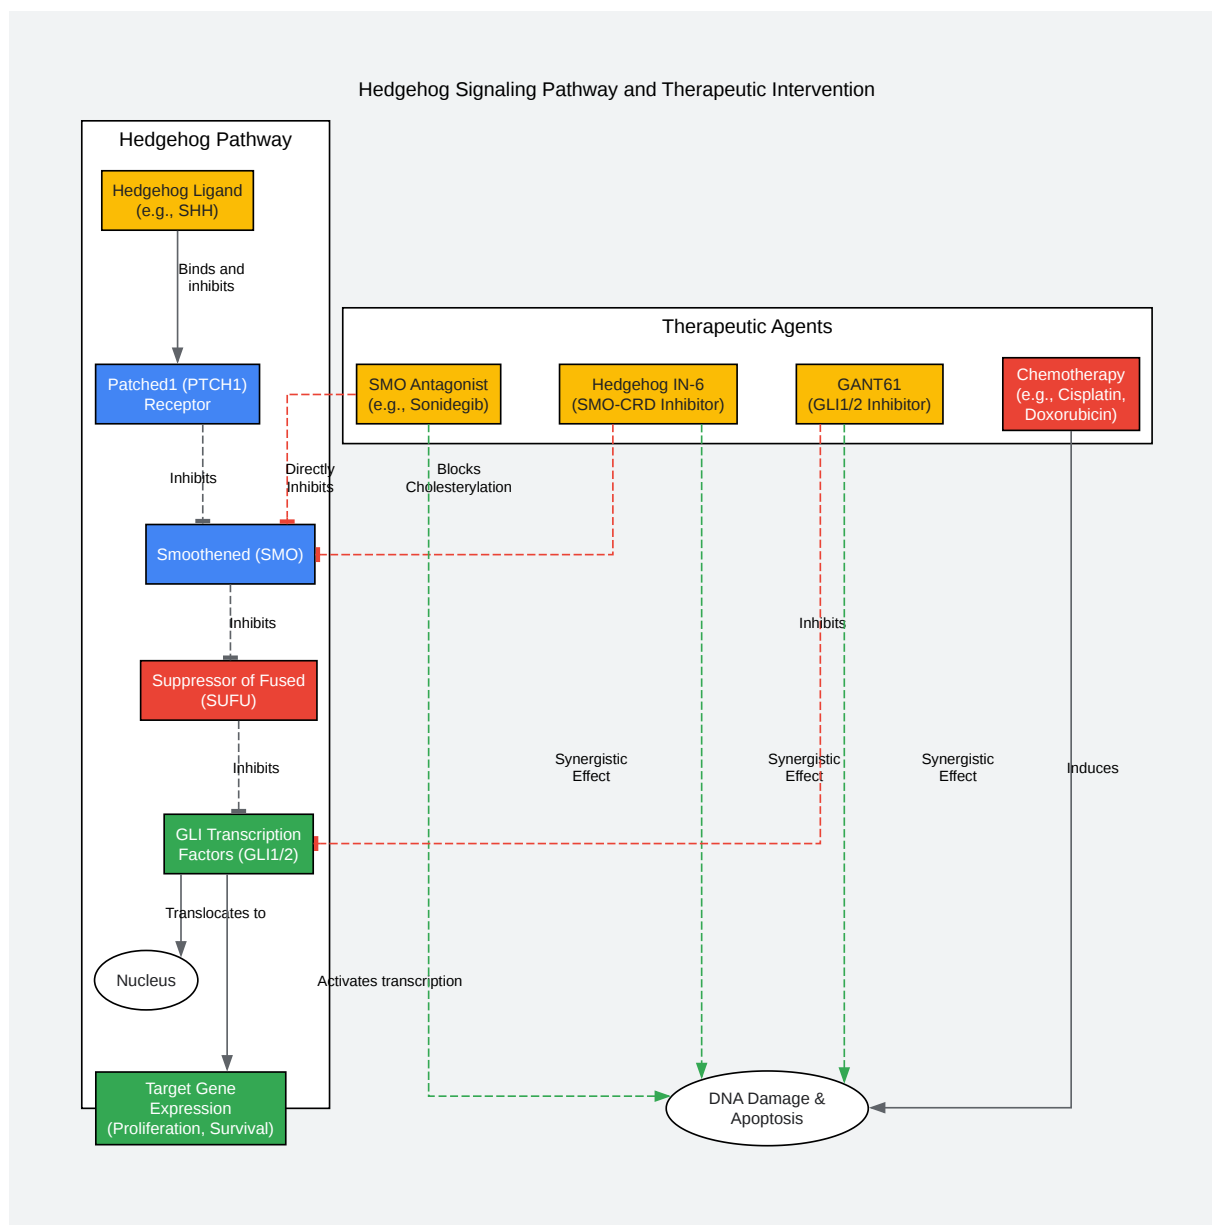 Hedgehog Signaling Pathway and Therapeutic Intervention
Hedgehog Pathway
Hedgehog Ligand
(e.g., SHH)
Binds and
inhibits
Patched1 (PTCH1)
Receptor
Inhibits
Directly
Inhibits
Smoothened (SMO)
Inhibits
Suppressor of Fused
(SUFU)
Inhibits
GLI Transcription
Factors (GLI1/2)
Translocates to
Nucleus
Activates transcription
Target Gene
Expression
(Proliferation, Survival)
Therapeutic Agents
SMO Antagonist
(e.g., Sonidegib)
Hedgehog IN-6
(SMO-CRD Inhibitor)
GANT61
(GLI1/2 Inhibitor)
Chemotherapy
(e.g., Cisplatin,
Doxorubicin)
Blocks
Cholesterylation
Inhibits
Synergistic
Effect
Synergistic
Effect
Synergistic
Effect
Induces
DNA Damage &
Apoptosis